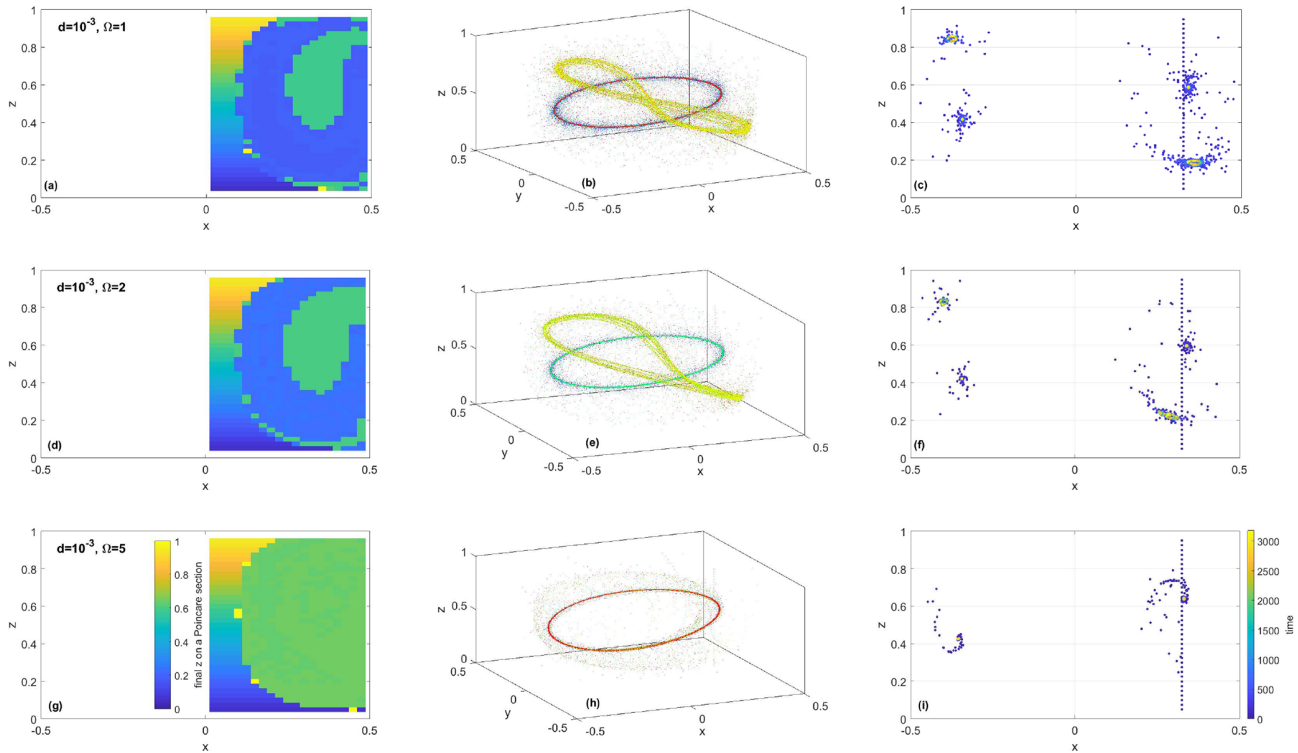 d=10⁻³, Ω=1
1
0.8
0.6
0.4
0.2
0
z
(a)
-0.5 0 0.5
x
1
0.5
0
z
0.5
0
-0.5
y
(b)
-0.5 0 0.5
x
1
0.8
0.6
0.4
0.2
0
z
(c)
-0.5 0 0.5
x
d=10⁻³, Ω=2
1
0.8
0.6
0.4
0.2
0
z
(d)
-0.5 0 0.5
x
1
0.5
0
z
0.5
0
-0.5
y
(e)
-0.5 0 0.5
x
1
0.8
0.6
0.4
0.2
0
z
(f)
-0.5 0 0.5
x
d=10⁻³, Ω=5
1
0.8
0.6
0.4
0.2
0
z
(g)
1
0.8
0.6
0.4
0.2
0
final z on a Poincare section
-0.5 0 0.5
x
1
0.5
0
z
0.5
0
-0.5
y
(h)
-0.5 0 0.5
x
1
0.8
0.6
0.4
0.2
0
z
(i)
-0.5 0 0.5
x
3000
2500
2000
1500
1000
500
0
time